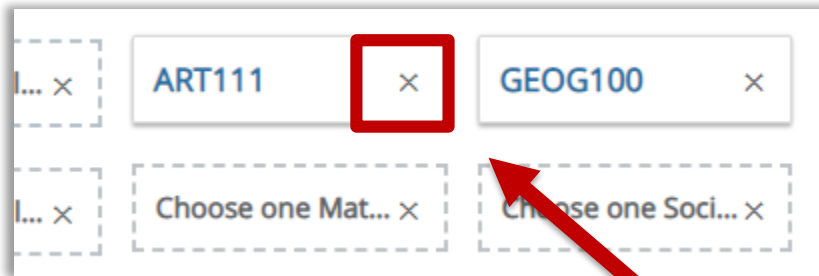 l... × ART111 × GEOG100 ×
l... × Choose one Mat... × Choose one Soci... ×